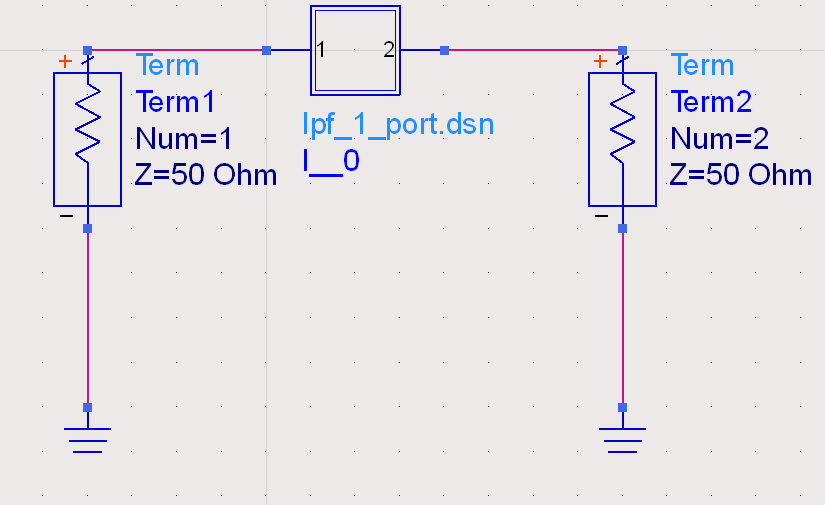 1 2
+ Term
Term1
Num=1
Z=50 Ohm
−
lpf_1_port.dsn
I__0
+ Term
Term2
Num=2
Z=50 Ohm
−